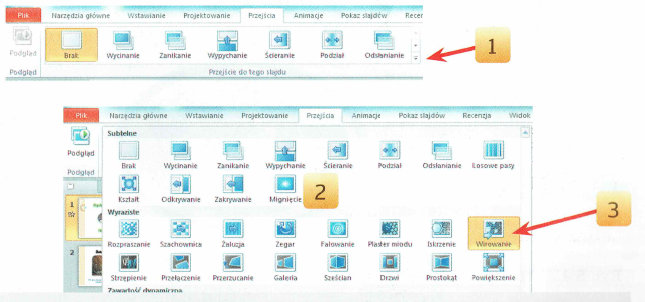 Plik Narzędzia główne Wstawianie Projektowanie Przejścia Animacje Pokaz slajdów Recen
Podgląd Brak Wycinanie Zanikanie Wypychanie Ścieranie Podział Odsłanianie
Podgląd Przejście do tego slajdu
1
Plik Narzędzia główne Wstawianie Projektowanie Przejścia Animacje Pokaz slajdów Recenzja Widok
Subtelne
Podgląd Brak Wycinanie Zanikanie Wypychanie Ścieranie Podział Odsłanianie Losowe pasy
Podgląd
Kształt Odkrywanie Zakrywanie Mignięcie
2
Wyraziste
1
Rozpraszanie Szachownica Żaluzja Zegar Falowanie Plaster miodu Iskrzenie Wirowanie
3
2
Strzępienie Przełączenie Przerzucanie Galeria Sześcian Drzwi Prostokąt Powiększenie
Zawartość dynamiczna